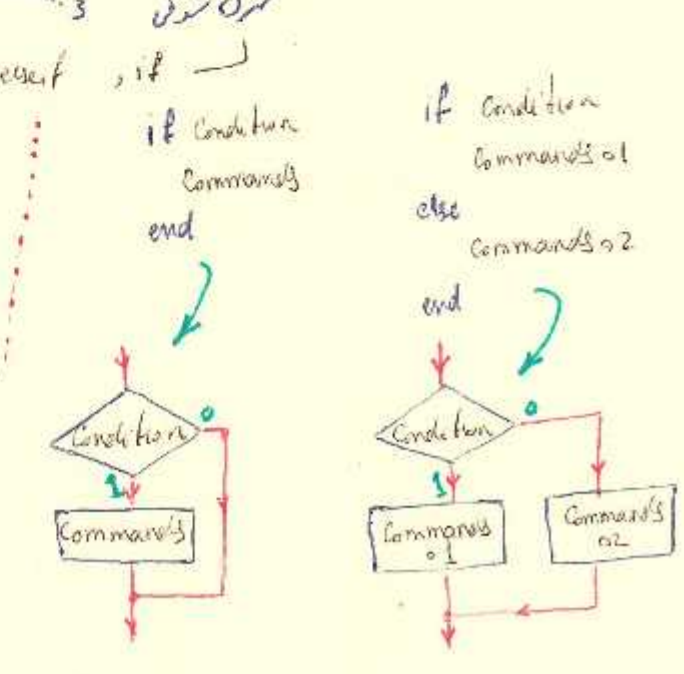 elseif , if
if Condition
Commands
end
if Condition
Commands 01
else
Commands 02
end
Condition
0
1
Commands
Condition
0
1
Commands
01
Commands
02